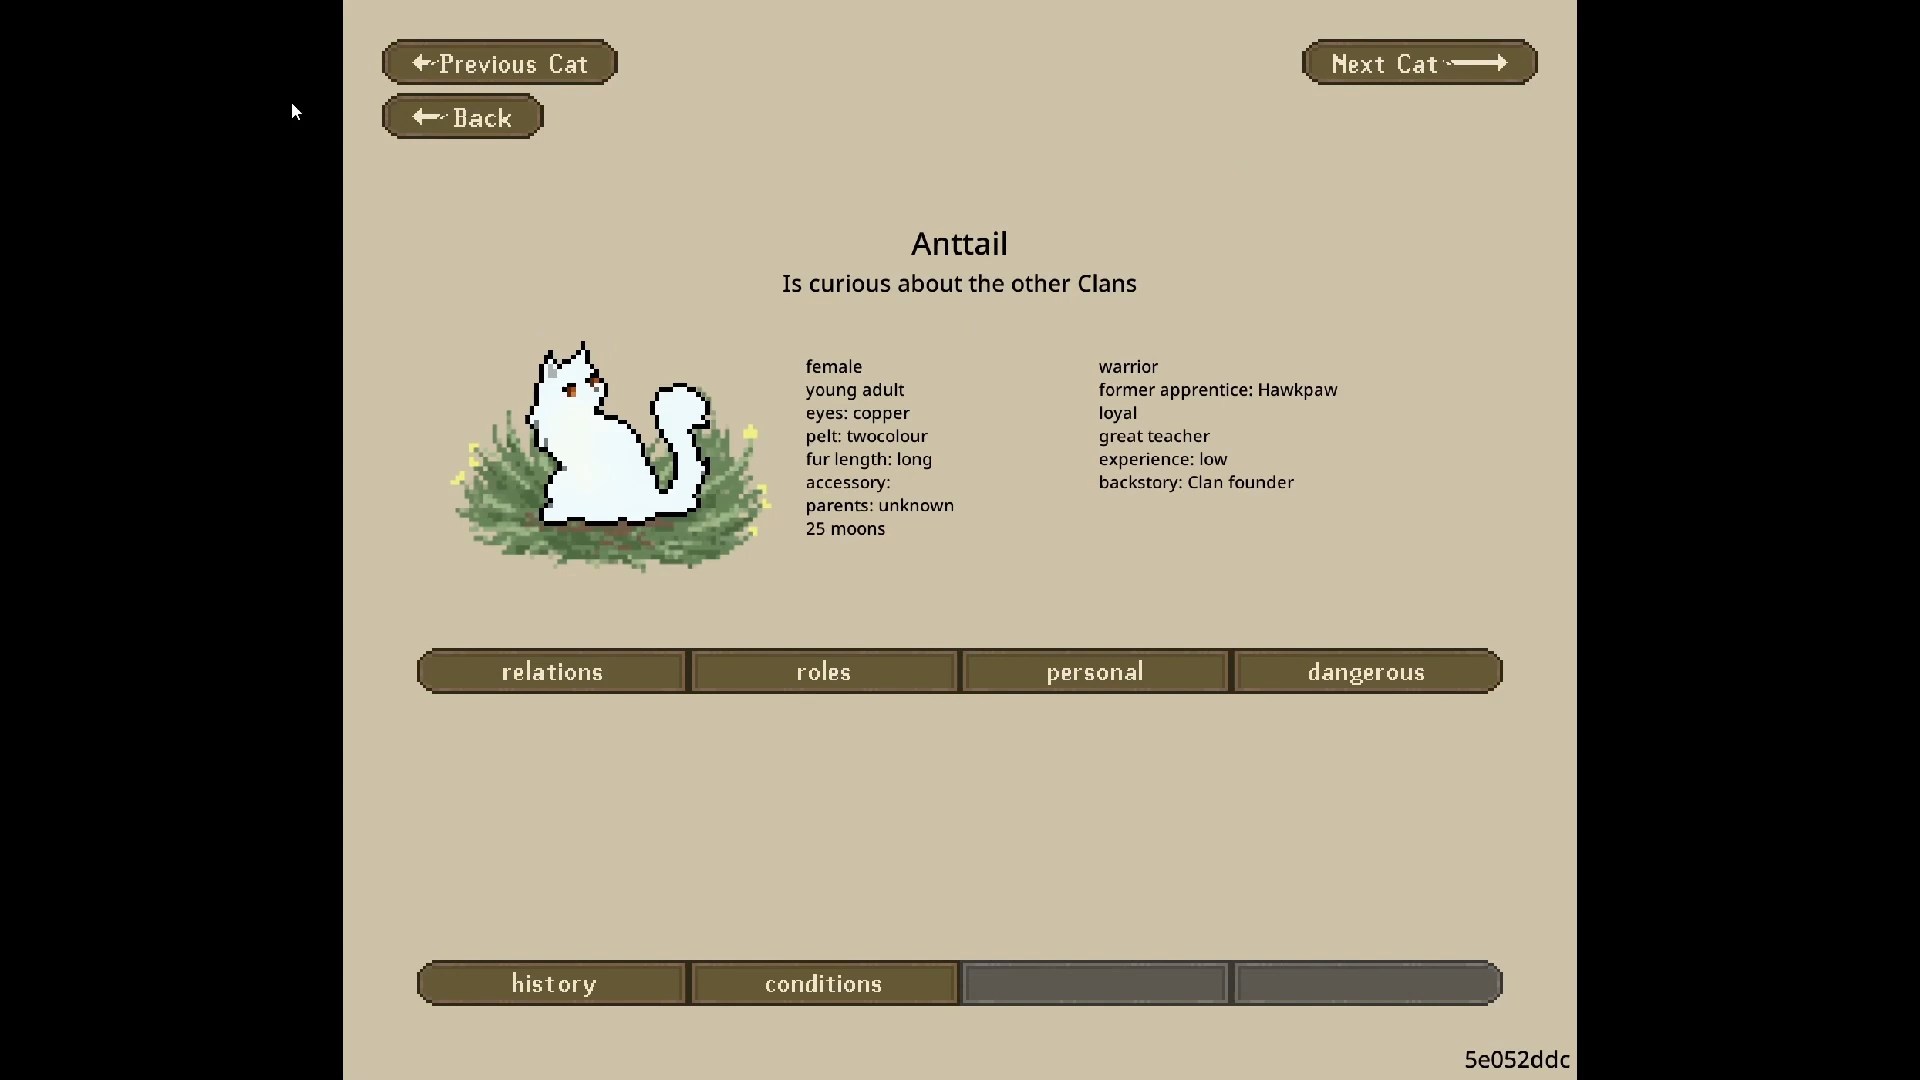 Previous Cat
Next Cat
Back
Anttail
Is curious about the other Clans
female
young adult
eyes: copper
pelt: twocolour
fur length: long
accessory:
parents: unknown
25 moons
warrior
former apprentice: Hawkpaw
loyal
great teacher
experience: low
backstory: Clan founder
relations
roles
personal
dangerous
history
conditions
5e052ddc